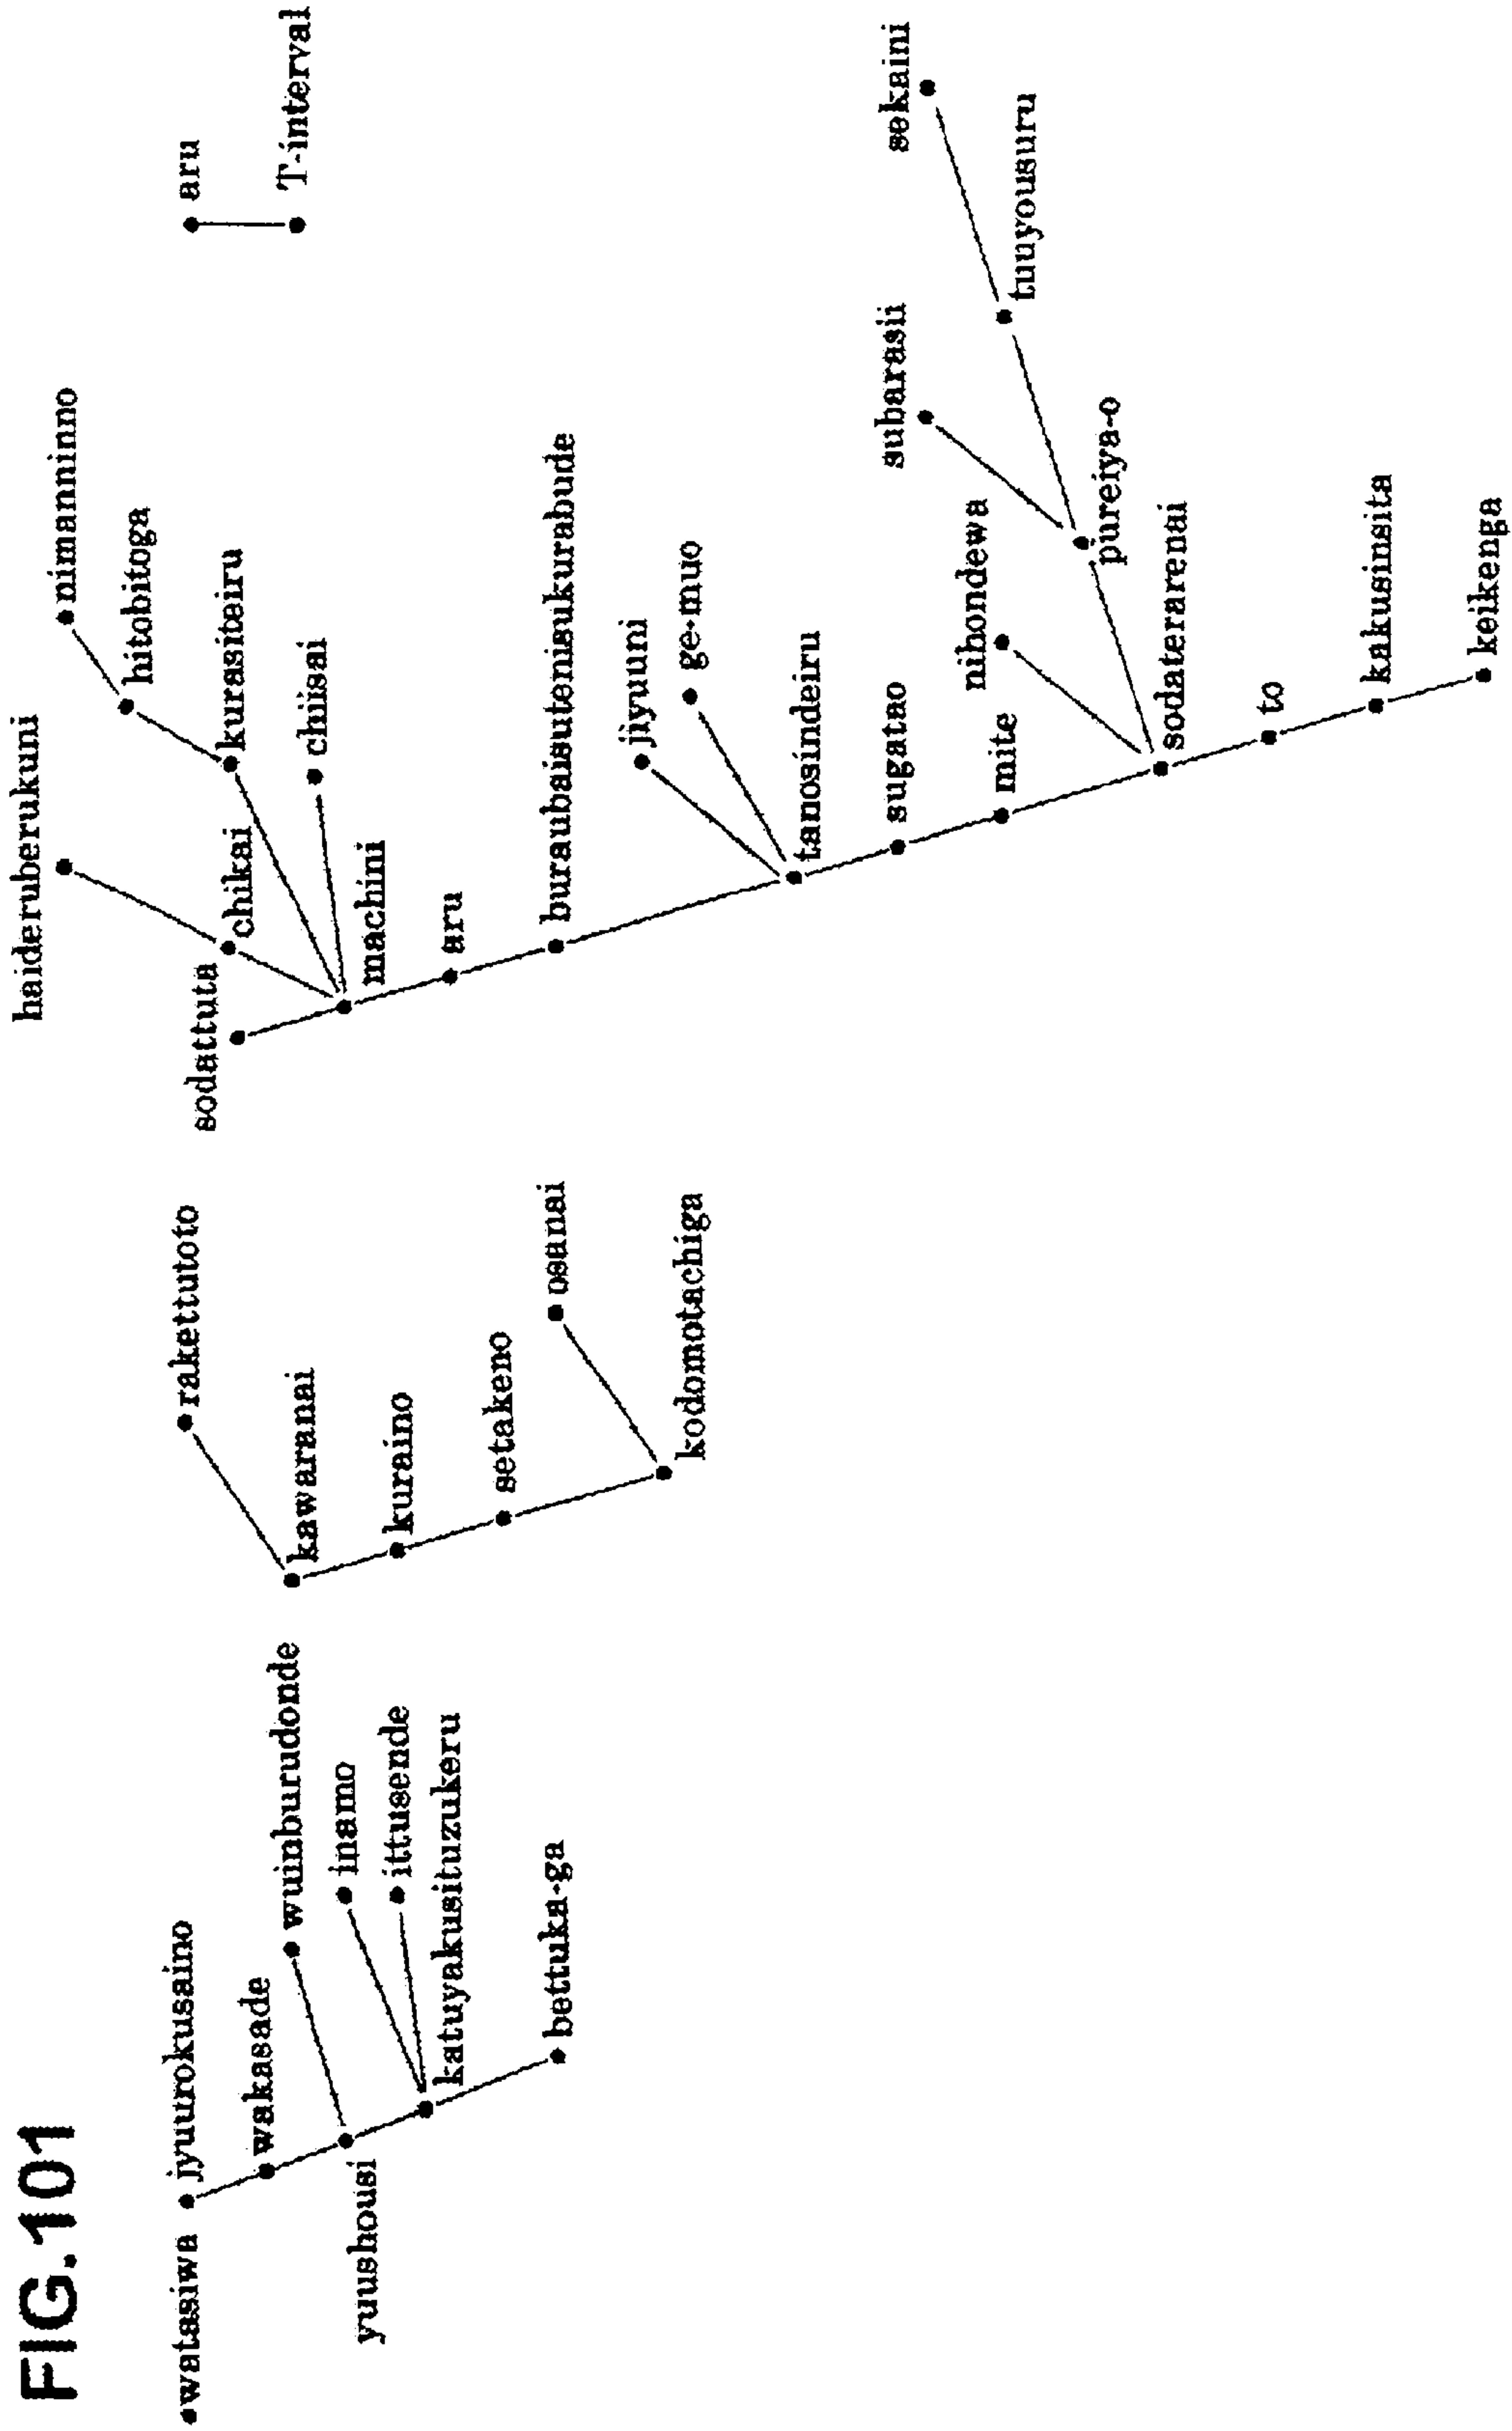 FIG.101
watasiwa
jyuurokusaino
wakasade
wuinburudonde
yuushousi
inamo
ittusende
katuyakusituzukeru
bettuka-ga
rakettutoto
kawaranai
kuraino
setakeno
osanai
kodomotachiga
sodattuta
haiderubekuni
chikai
nimanninno
hitobitoga
kurasiteiru
chiisai
machini
aru
buraubaisutenisukurabude
jiyuuni
ge-muo
tanosindeiru
sugatao
mite
nihondewa
subarasii
sekaini
tuuyousuru
pureiya-o
sodaterarenai
to
kakusinsita
keikenga
aru
T-interval